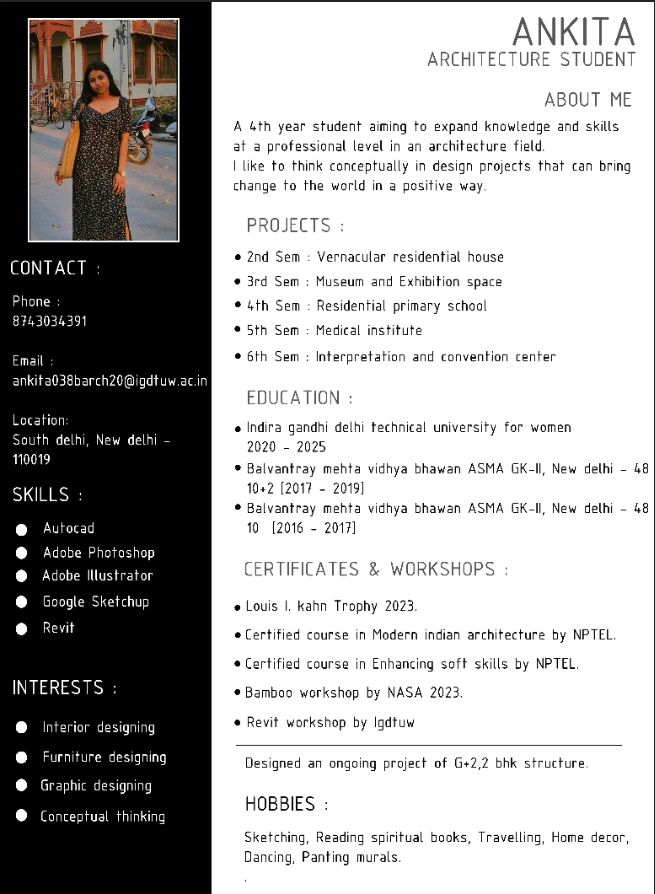 ANKITA
ARCHITECTURE STUDENT
ABOUT ME
A 4th year student aiming to expand knowledge and skills
at a professional level in an architecture field.
I like to think conceptually in design projects that can bring
change to the world in a positive way.
PROJECTS :
• 2nd Sem : Vernacular residential house
• 3rd Sem : Museum and Exhibition space
• 4th Sem : Residential primary school
• 5th Sem : Medical institute
• 6th Sem : Interpretation and convention center
EDUCATION :
• Indira gandhi delhi technical university for women
2020 - 2025
• Balvantray mehta vidhya bhawan ASMA GK-II, New delhi - 48
10+2 [2017 - 2019]
• Balvantray mehta vidhya bhawan ASMA GK-II, New delhi - 48
10 [2016 - 2017]
CERTIFICATES & WORKSHOPS :
• Louis I. kahn Trophy 2023.
• Certified course in Modern indian architecture by NPTEL.
• Certified course in Enhancing soft skills by NPTEL.
• Bamboo workshop by NASA 2023.
• Revit workshop by Igdtuw
Designed an ongoing project of G+2,2 bhk structure.
HOBBIES :
Sketching, Reading spiritual books, Travelling, Home decor,
Dancing, Panting murals.
.
CONTACT :
Phone :
8743034391
Email :
ankita038barch20@igdtuw.ac.in
Location:
South delhi, New delhi -
110019
SKILLS :
• Autocad
• Adobe Photoshop
• Adobe Illustrator
• Google Sketchup
• Revit
INTERESTS :
• Interior designing
• Furniture designing
• Graphic designing
• Conceptual thinking